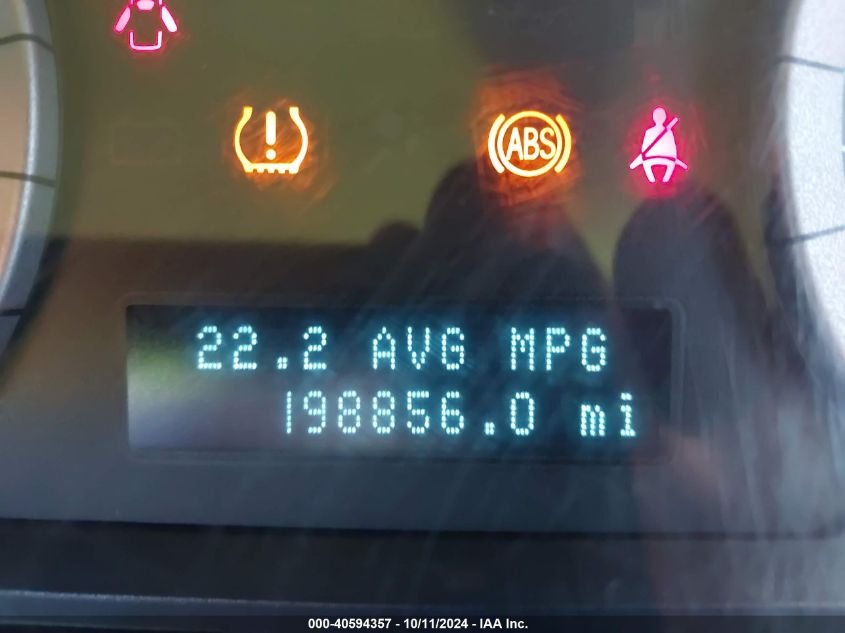 ABS
22.2 AVG MPG
198856.0 mi
000-40594357 - 10/11/2024 - IAA Inc.